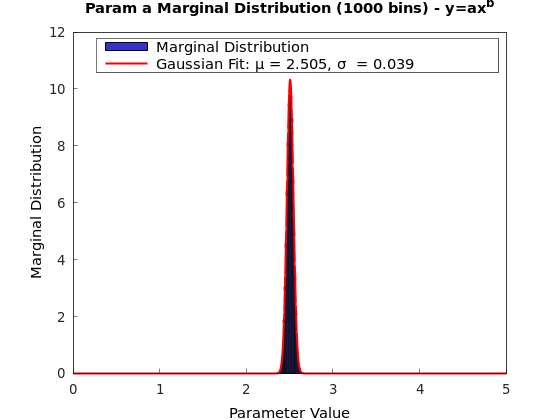 Param a Marginal Distribution (1000 bins) - y=axᵇ
Marginal Distribution
Gaussian Fit: μ = 2.505, σ  = 0.039
12
10
8
6
4
2
0
Marginal Distribution
0 1 2 3 4 5
Parameter Value